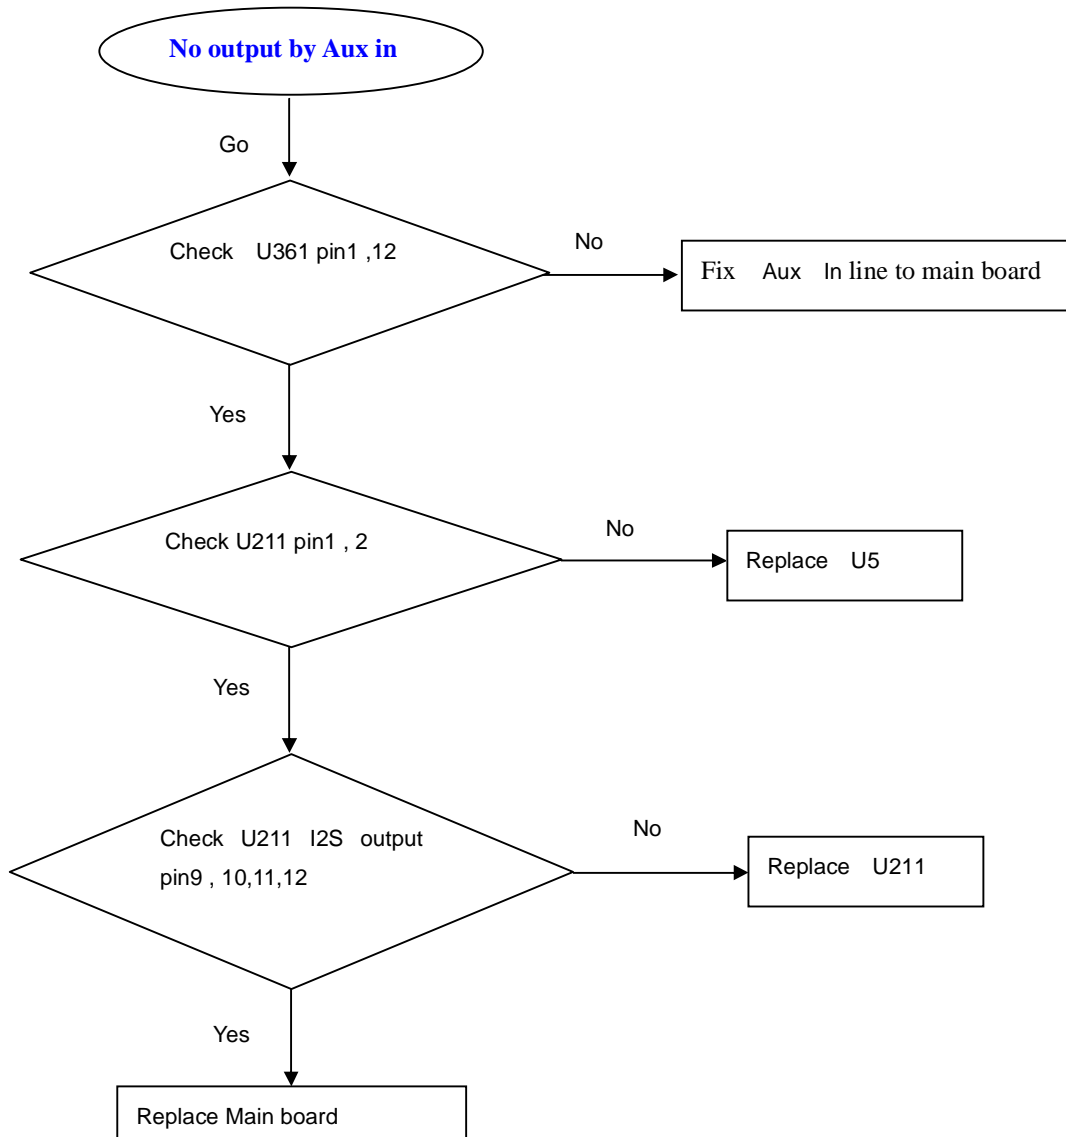 No output by Aux in
Go
Check U361 pin1 ,12
No
Fix Aux In line to main board
Yes
Check U211 pin1 , 2
No
Replace U5
Yes
Check U211 I2S output
pin9 , 10,11,12
No
Replace U211
Yes
Replace Main board